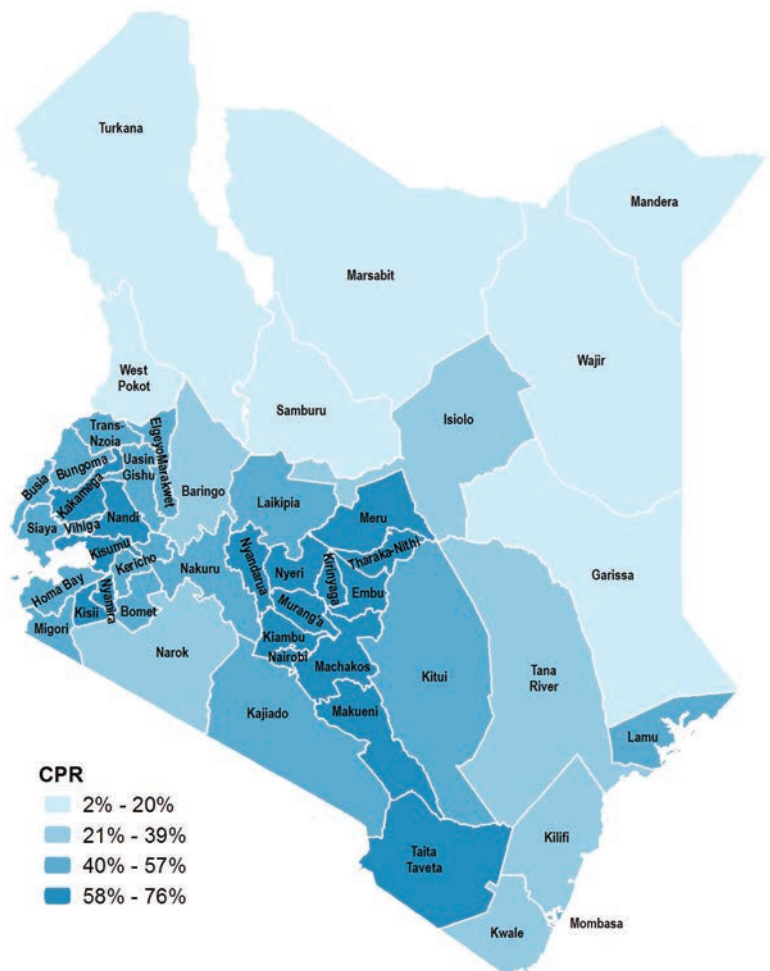 Turkana
Mandera
Marsabit
Wajir
West
Pokot
Samburu
Isiolo
Trans-
Nzoia
Elgeyo Marakwet
Bungoma
Uasin
Gishu
Busia
Kakamega
Baringo
Laikipia
Meru
Siaya
Vihiga
Nandi
Kisumu
Kericho
Nakuru
Nyandarua
Nyeri
Kirinyaga
Tharaka-Nithi
Embu
Garissa
Homa Bay
Kisii
Nyamira
Bomet
Murang'a
Migori
Narok
Kiambu
Nairobi
Machakos
Kitui
Tana
River
Kajiado
Makueni
Lamu
CPR
2% - 20%
21% - 39%
40% - 57%
58% - 76%
Taita
Taveta
Kilifi
Kwale
Mombasa